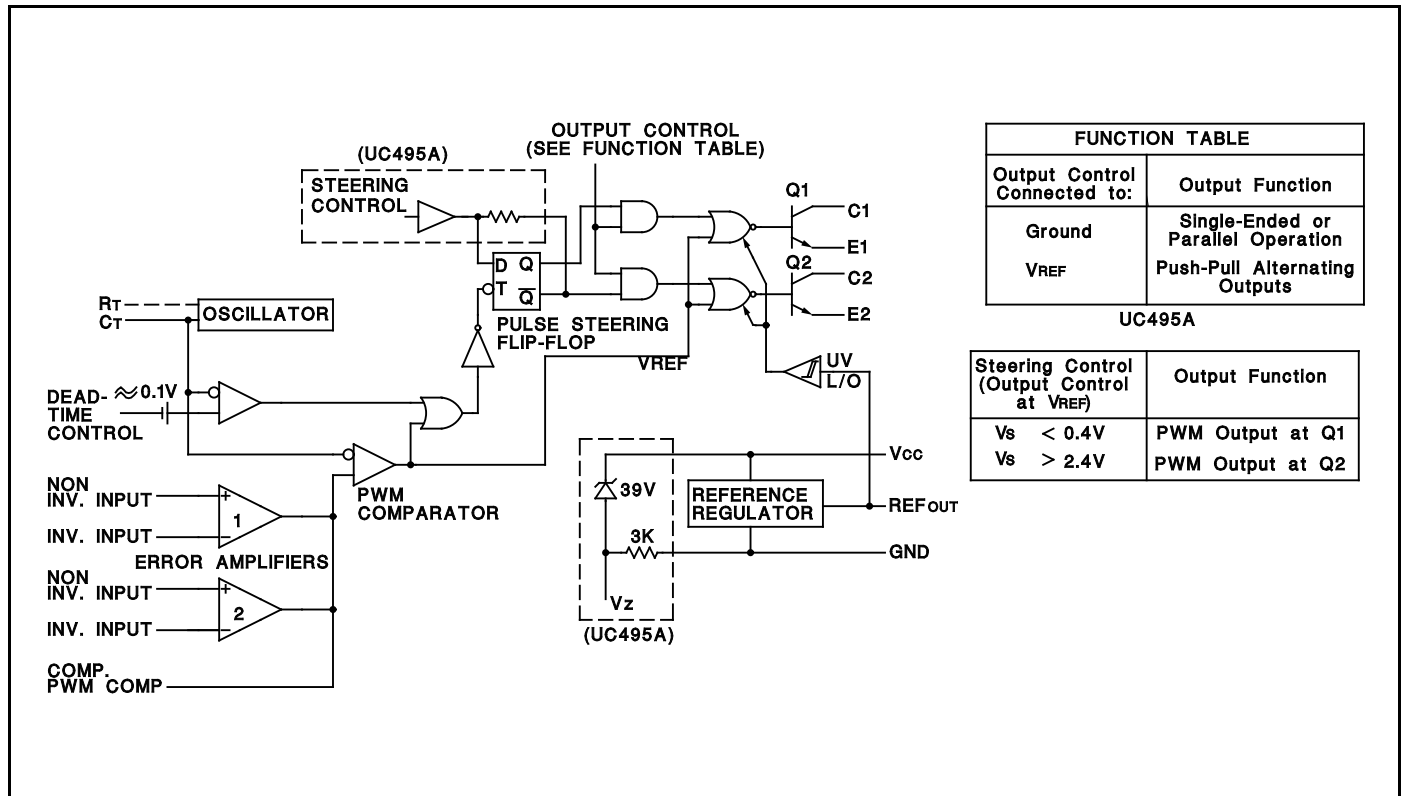 OUTPUT CONTROL
(SEE FUNCTION TABLE)
(UC495A)
STEERING
CONTROL
D Q
T Q̅
PULSE STEERING
FLIP-FLOP
Q1
C1
E1
Q2
C2
E2
RT
CT
OSCILLATOR
VREF
UV
L/O
DEAD-
TIME
CONTROL
≈ 0.1V
PWM
COMPARATOR
NON
INV. INPUT
+
1
−
INV. INPUT
ERROR AMPLIFIERS
NON
INV. INPUT
+
2
−
INV. INPUT
COMP.
PWM COMP
39V
3K
VZ
(UC495A)
REFERENCE
REGULATOR
VCC
REFOUT
GND
FUNCTION TABLE
Output Control
Connected to:
Output Function
Ground
Single-Ended or
Parallel Operation
VREF
Push-Pull Alternating
Outputs
UC495A
Steering Control
(Output Control
at VREF)
Output Function
Vs < 0.4V
PWM Output at Q1
Vs > 2.4V
PWM Output at Q2